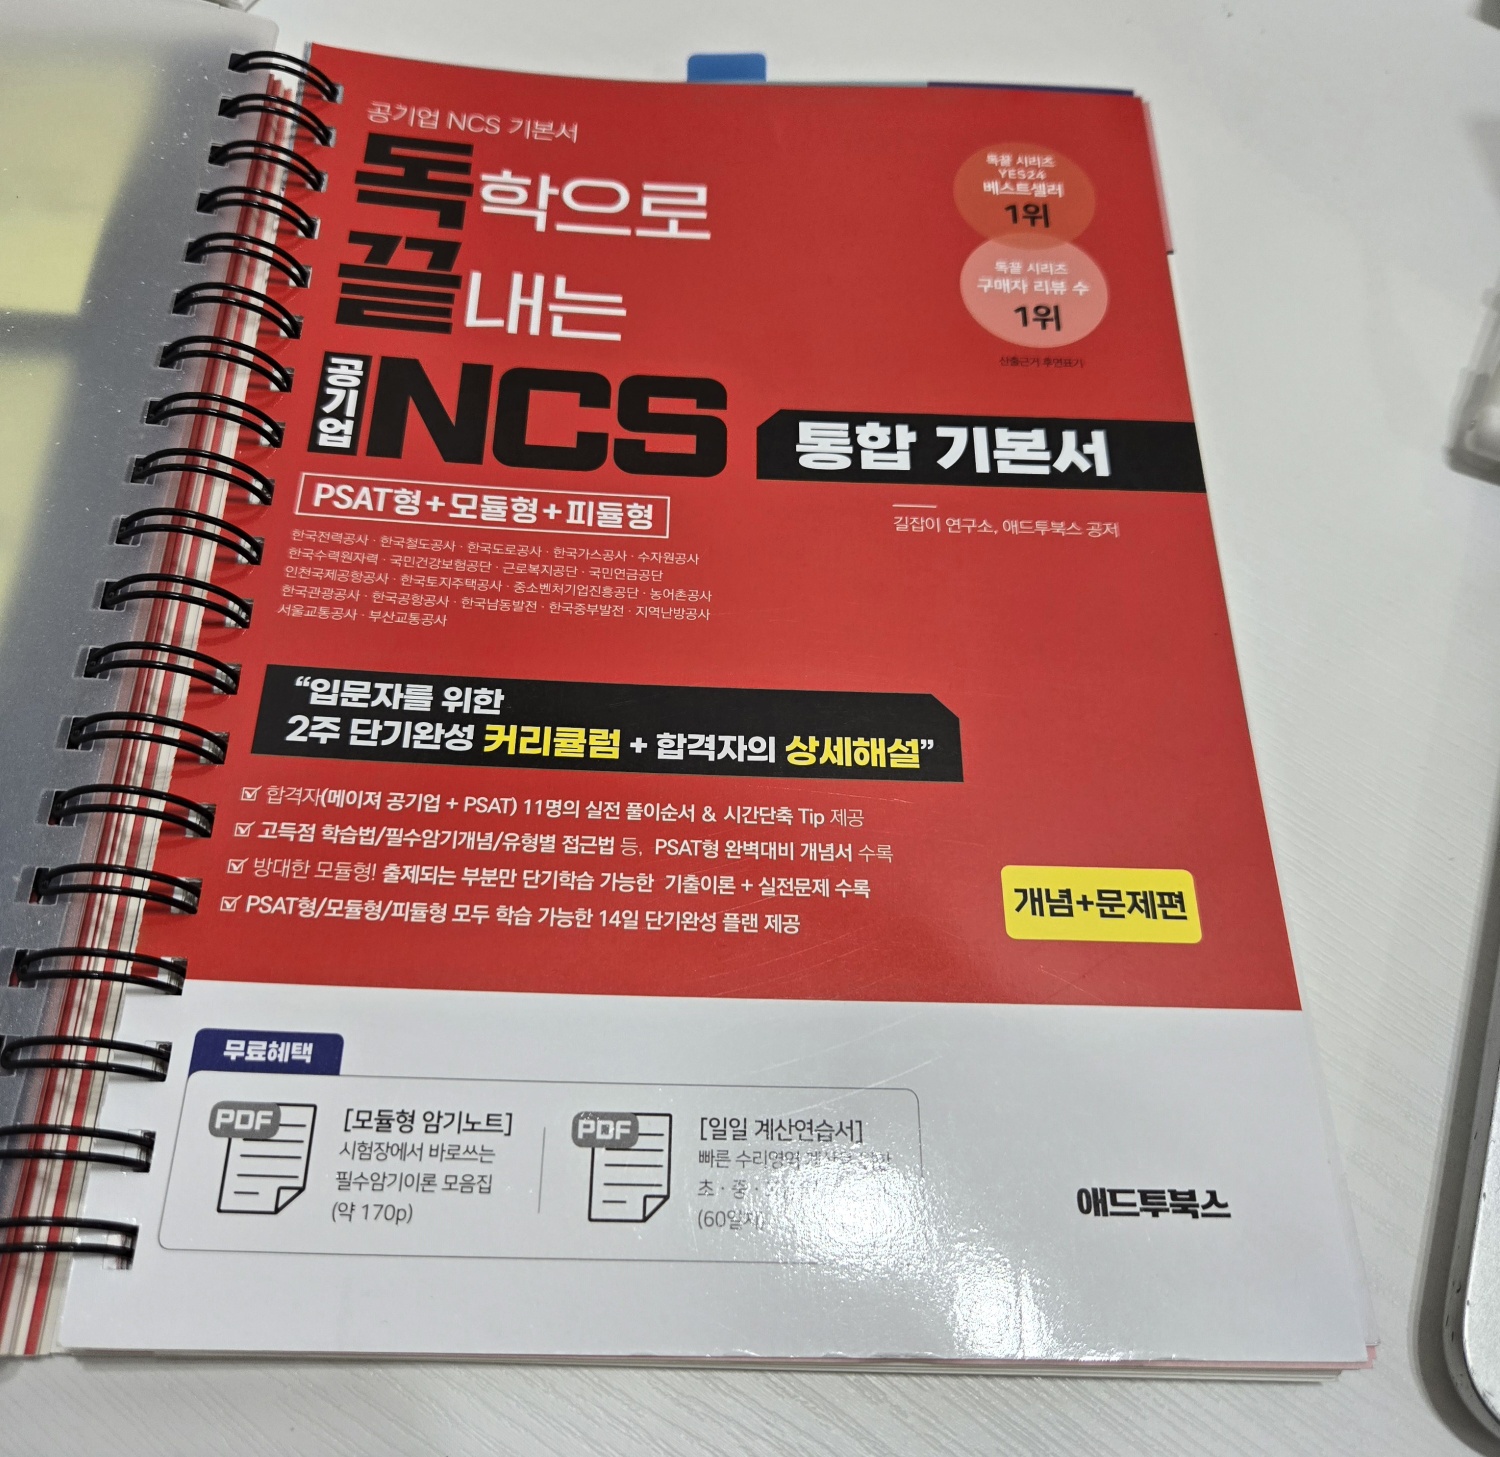 공기업 NCS 기본서
독학으로
끝내는
공기업 NCS
통합 기본서
독끝 시리즈
YES24
베스트셀러
1위
독끝 시리즈
구매자 리뷰 수
1위
산출근거 후면표기
PSAT형+모듈형+피듈형
길잡이 연구소, 애드투북스 공저
한국전력공사 · 한국철도공사 · 한국도로공사 · 한국가스공사 · 수자원공사
한국수력원자력 · 국민건강보험공단 · 근로복지공단 · 국민연금공단
인천국제공항공사 · 한국토지주택공사 · 중소벤처기업진흥공단 · 농어촌공사
한국관광공사 · 한국공항공사 · 한국남동발전 · 한국중부발전 · 지역난방공사
서울교통공사 · 부산교통공사
“입문자를 위한
2주 단기완성 커리큘럼 + 합격자의 상세해설”
합격자(메이져 공기업 + PSAT) 11명의 실전 풀이순서 & 시간단축 Tip 제공
고득점 학습법/필수암기개념/유형별 접근법 등, PSAT형 완벽대비 개념서 수록
방대한 모듈형! 출제되는 부분만 단기학습 가능한 기출이론 + 실전문제 수록
PSAT형/모듈형/피듈형 모두 학습 가능한 14일 단기완성 플랜 제공
개념+문제편
무료혜택
PDF
[모듈형 암기노트]
시험장에서 바로쓰는
필수암기이론 모음집
(약 170p)
PDF
[일일 계산연습서]
빠른 수리영역
초 · 중 ·
(60일
애드투북스